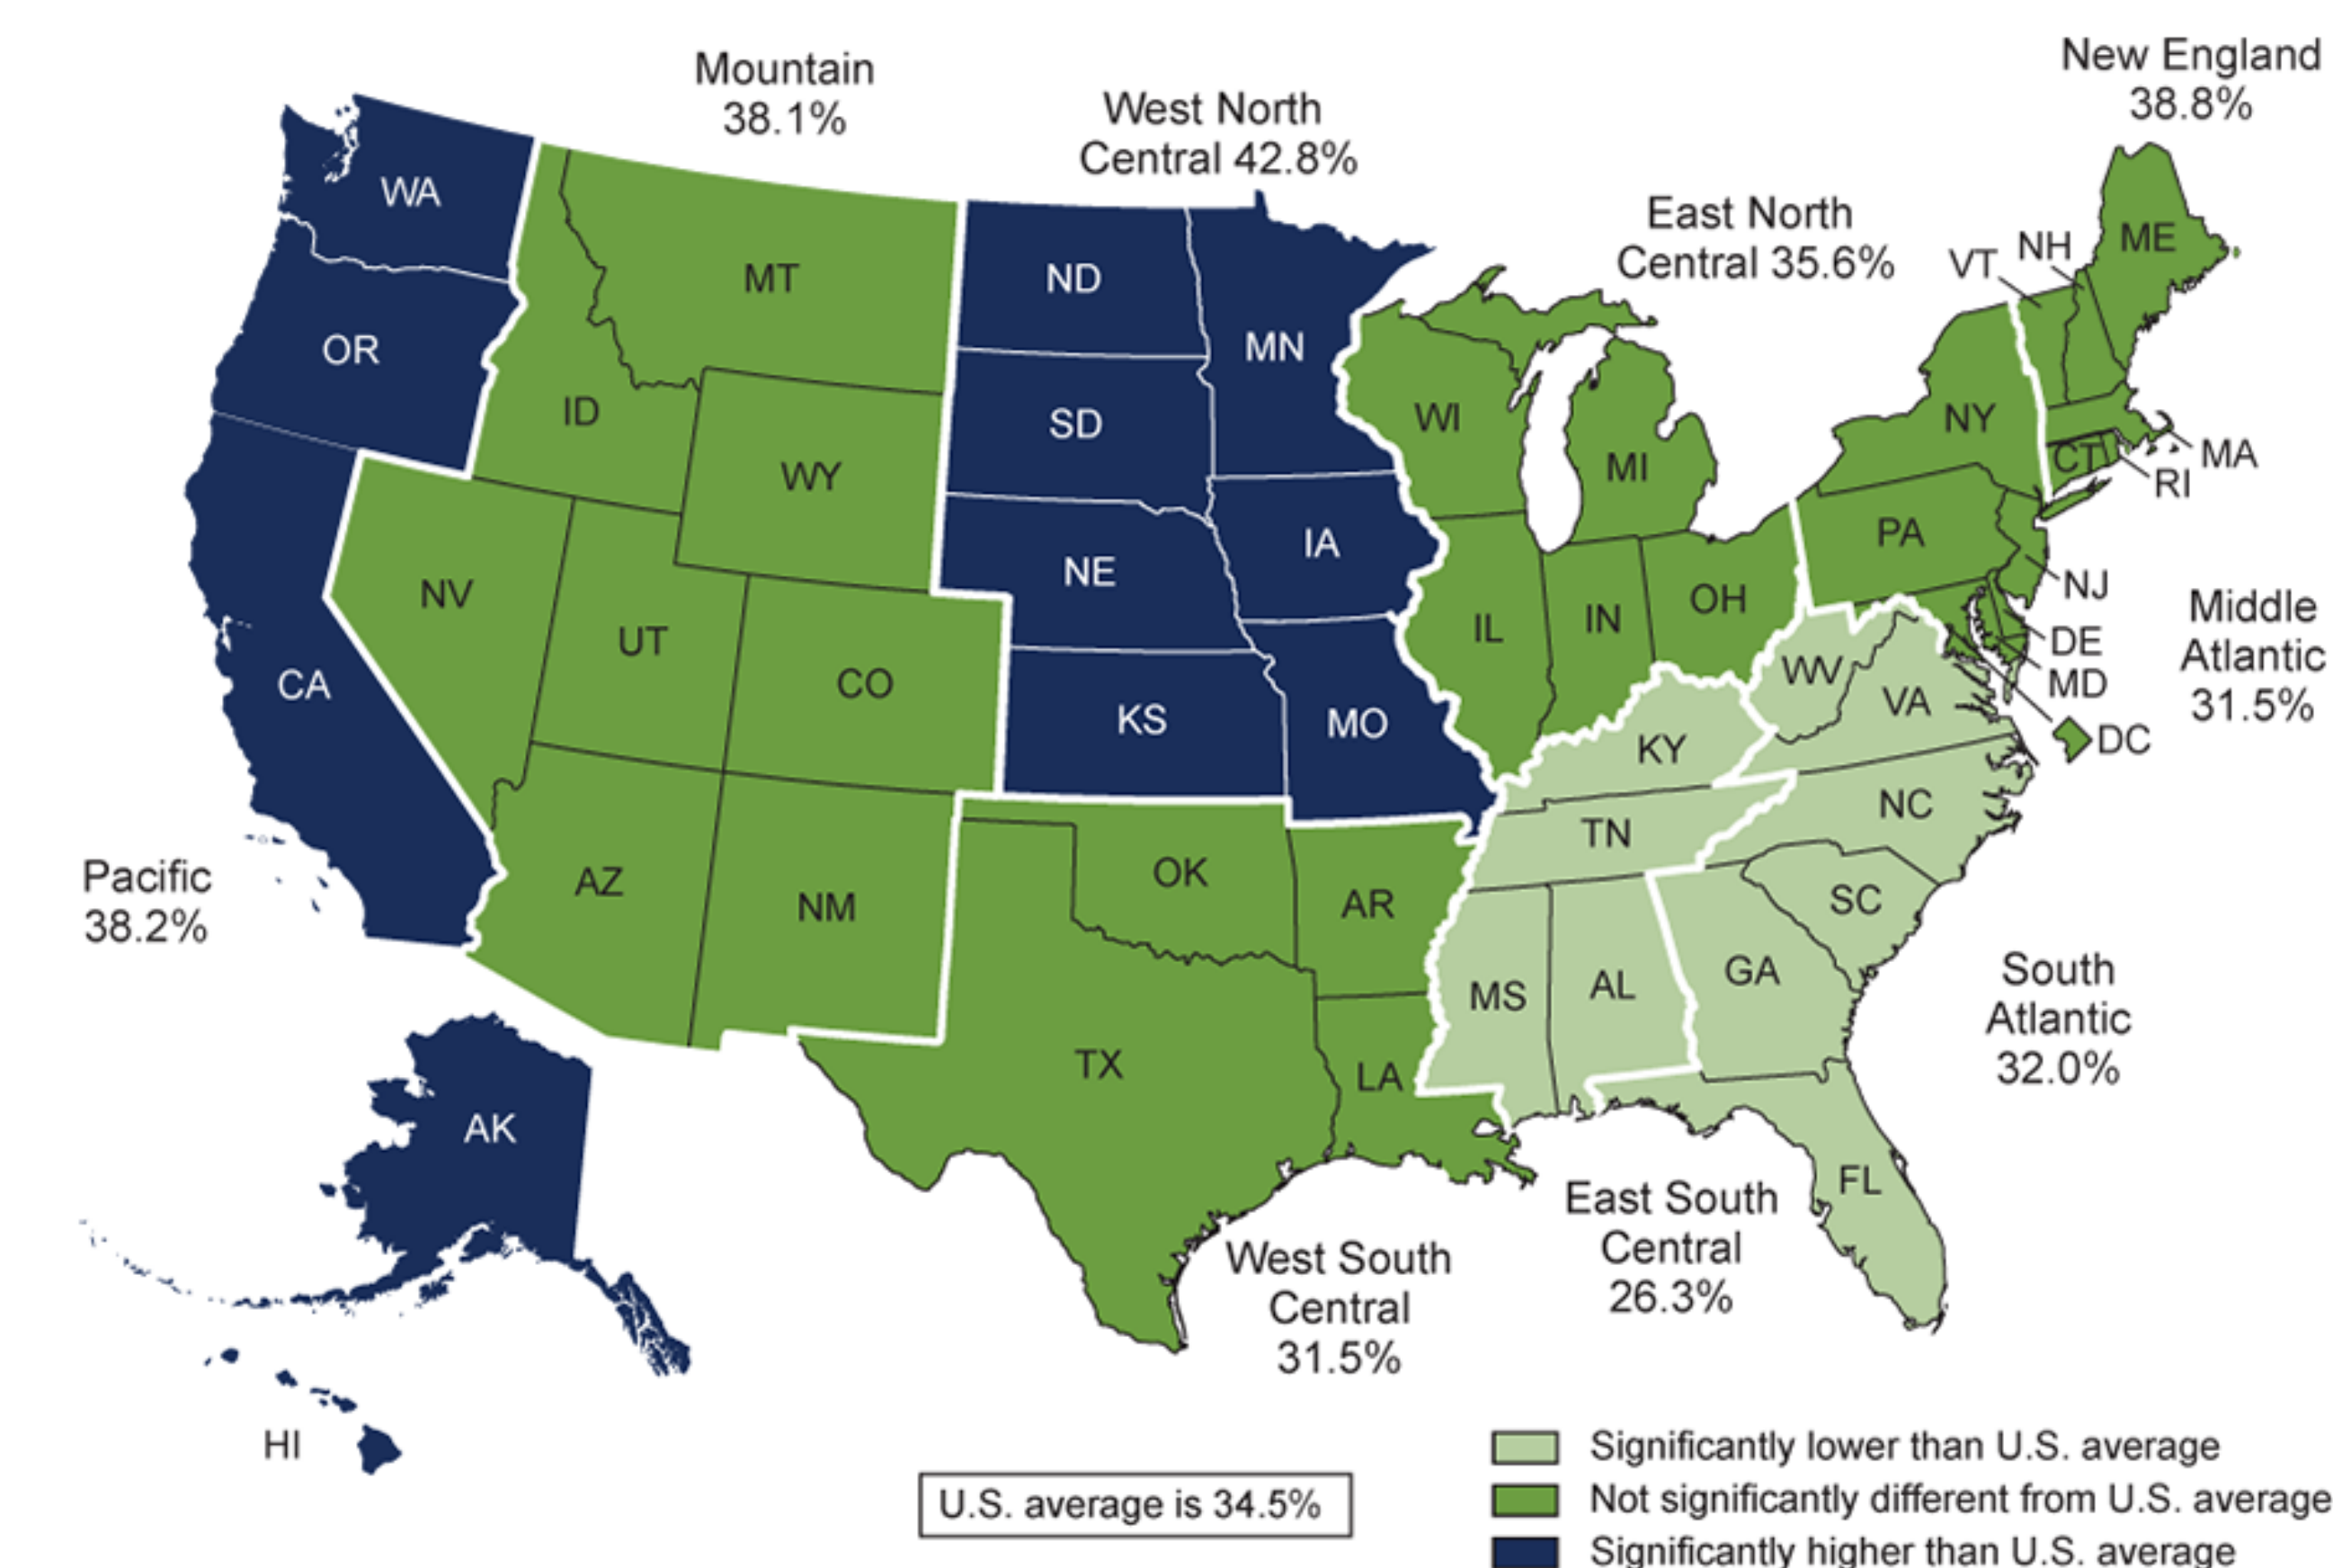 Mountain
38.1%
West North
Central 42.8%
New England
38.8%
East North
Central 35.6%
VT
NH
ME
WA
MT
ND
MN
OR
ID
SD
WI
MI
NY
MA
CT
RI
WY
NE
IA
PA
NV
UT
CO
IL
IN
OH
NJ
DE
MD
DC
Middle
Atlantic
31.5%
CA
KS
MO
WV
VA
KY
NC
TN
Pacific
38.2%
AZ
NM
OK
AR
SC
MS
AL
GA
South
Atlantic
32.0%
TX
LA
AK
FL
East South
Central
26.3%
West South
Central
31.5%
HI
U.S. average is 34.5%
Significantly lower than U.S. average
Not significantly different from U.S. average
Significantly higher than U.S. average